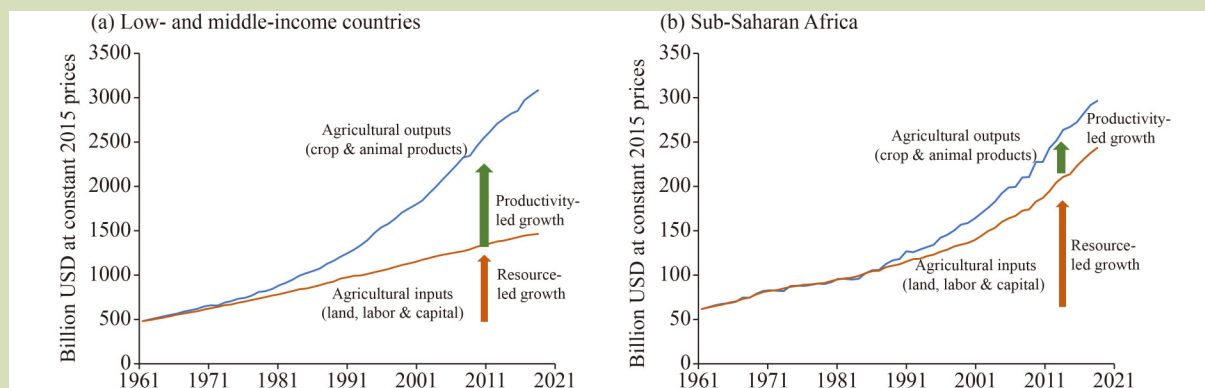 (a) Low- and middle-income countries
Billion USD at constant 2015 prices
3500
3000
2500
2000
1500
1000
500
0
Agricultural outputs
(crop & animal products)
Productivity-
led growth
Resource-
led growth
Agricultural inputs
(land, labor & capital)
1961 1971 1981 1991 2001 2011 2021
(b) Sub-Saharan Africa
Billion USD at constant 2015 prices
350
300
250
200
150
100
50
0
Agricultural outputs
(crop & animal products)
Productivity-
led growth
Resource-
led growth
Agricultural inputs
(land, labor & capital)
1961 1971 1981 1991 2001 2011 2021